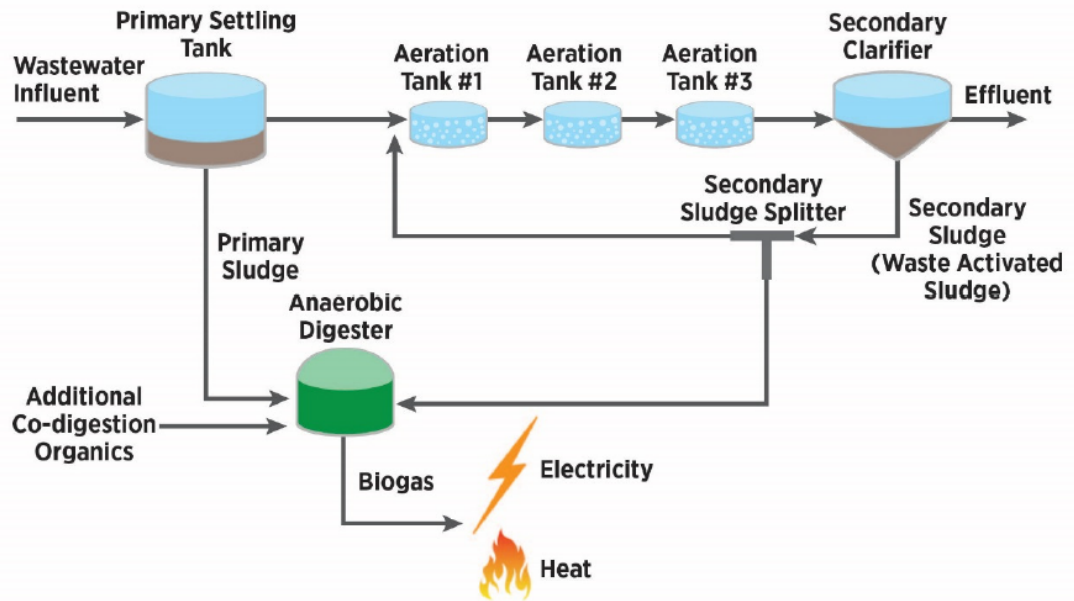 Primary Settling
Tank
Wastewater
Influent
Aeration
Tank #1
Aeration
Tank #2
Aeration
Tank #3
Secondary
Clarifier
Effluent
Secondary
Sludge Splitter
Secondary
Sludge
(Waste Activated
Sludge)
Primary
Sludge
Anaerobic
Digester
Additional
Co-digestion
Organics
Biogas
Electricity
Heat